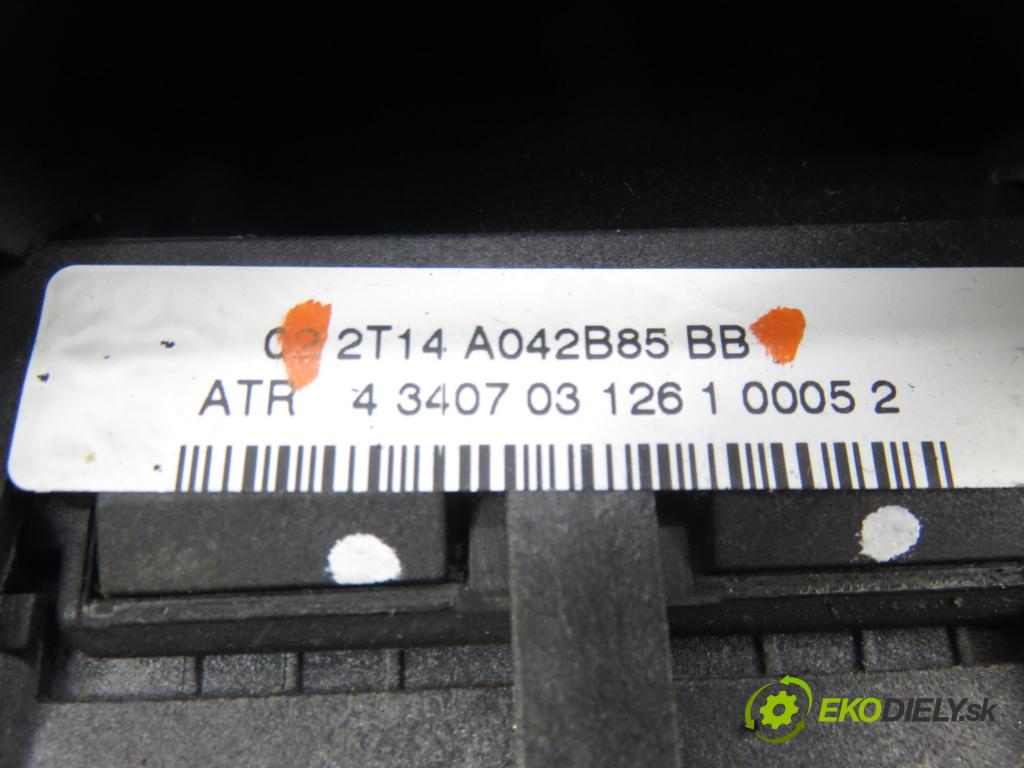 2T14 A042B85 BB
ATR 4 3407 03 126 1 0005 2
EKODIELY.sk